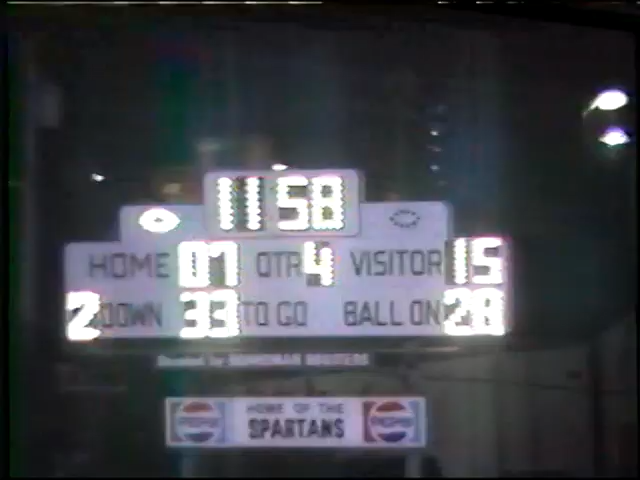 11 58
HOME 07 QTR 4 VISITOR 15
2 DOWN 33 TO GO BALL ON 28
PEPSI HOME OF THE PEPSI
SPARTANS